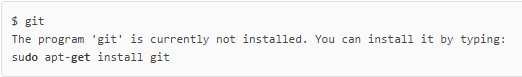 $ git
The program 'git' is currently not installed. You can install it by typing:
sudo apt-get install git